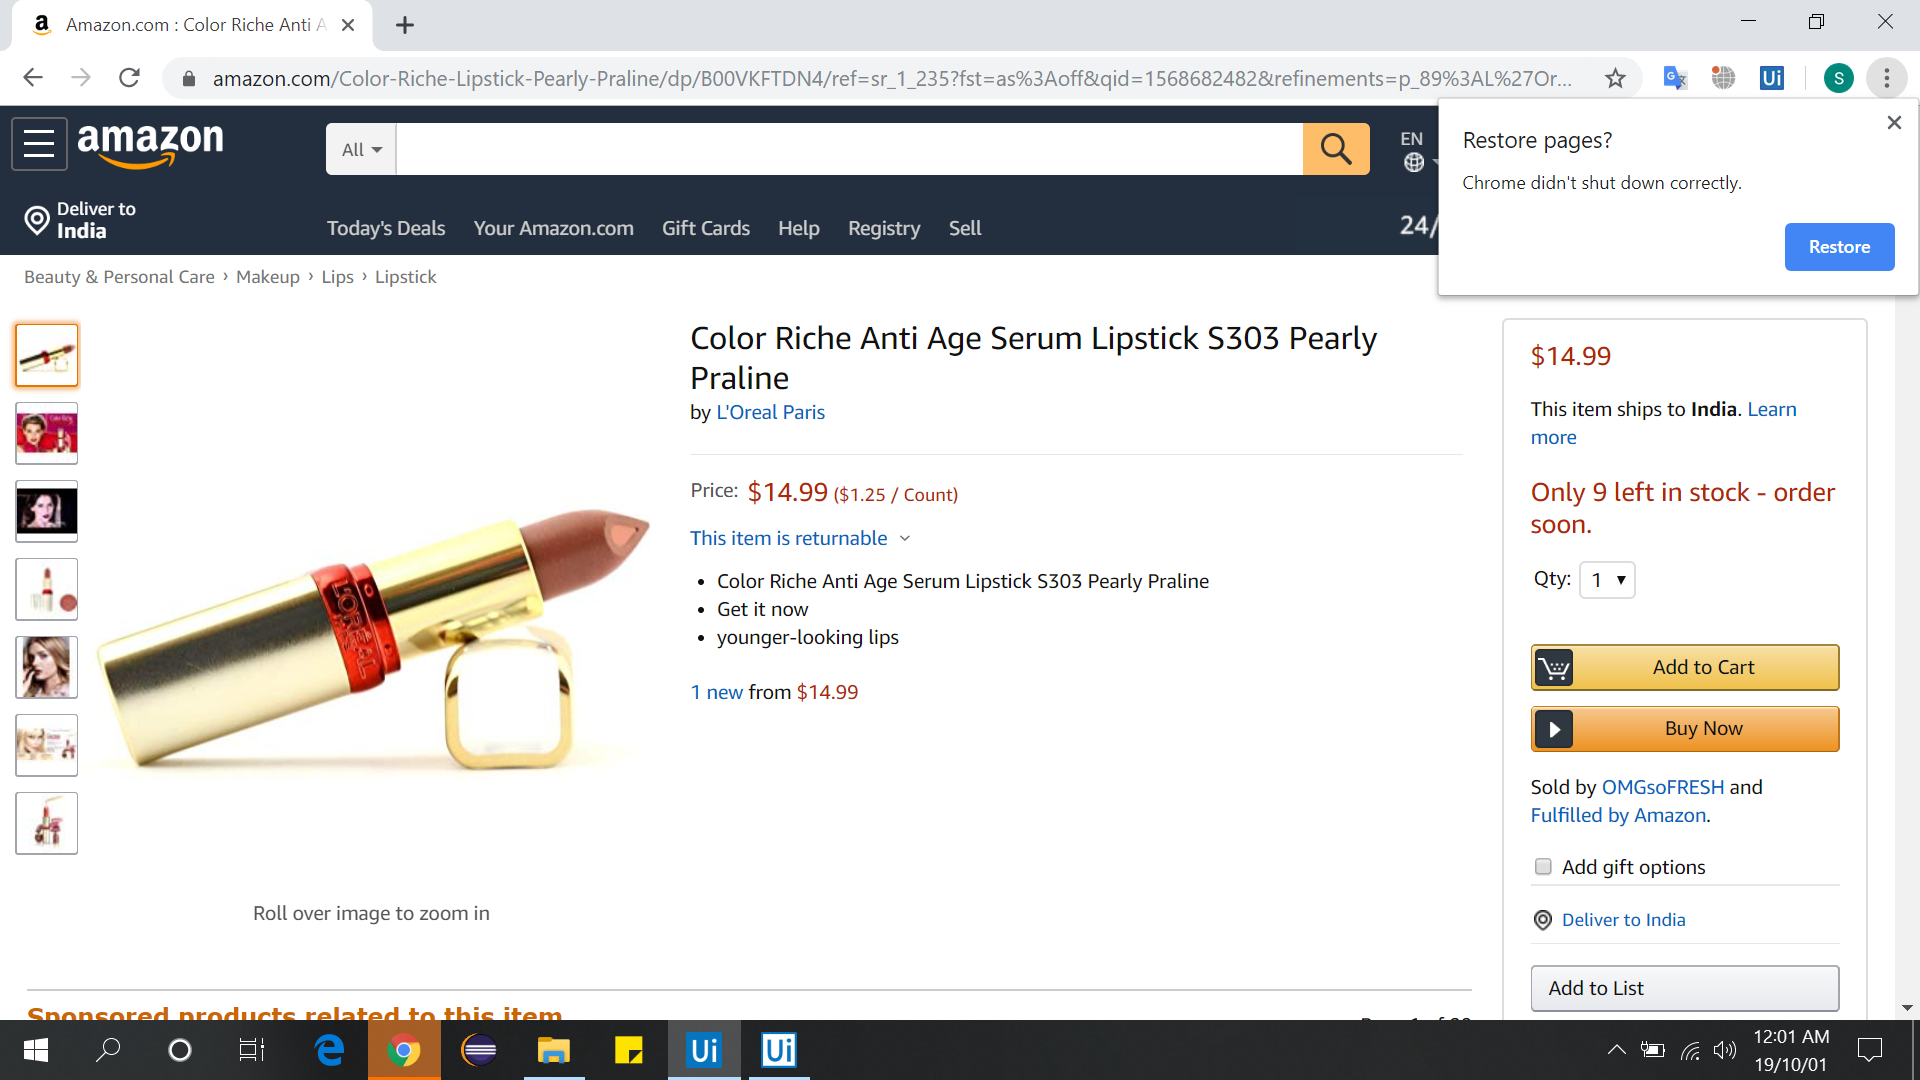 Amazon.com : Color Riche Anti A
amazon.com/Color-Riche-Lipstick-Pearly-Praline/dp/B00VKFTDN4/ref=sr_1_235?fst=as%3Aoff&qid=1568682482&refinements=p_89%3AL%27Or...
Ui
S
Restore pages?
Chrome didn't shut down correctly.
Restore
amazon
All
EN
Deliver to
India
Today's Deals
Your Amazon.com
Gift Cards
Help
Registry
Sell
24/
Beauty & Personal Care › Makeup › Lips › Lipstick
Color Riche Anti Age Serum Lipstick S303 Pearly
Praline
by L'Oreal Paris
Price: $14.99 ($1.25 / Count)
This item is returnable
• Color Riche Anti Age Serum Lipstick S303 Pearly Praline
• Get it now
• younger-looking lips
1 new from $14.99
L'ORÉAL
Roll over image to zoom in
$14.99
This item ships to India. Learn
more
Only 9 left in stock - order
soon.
Qty: 1
Add to Cart
Buy Now
Sold by OMGsoFRESH and
Fulfilled by Amazon.
Add gift options
Deliver to India
Add to List
Sponsored products related to this item
Ui
Ui
12:01 AM
19/10/01